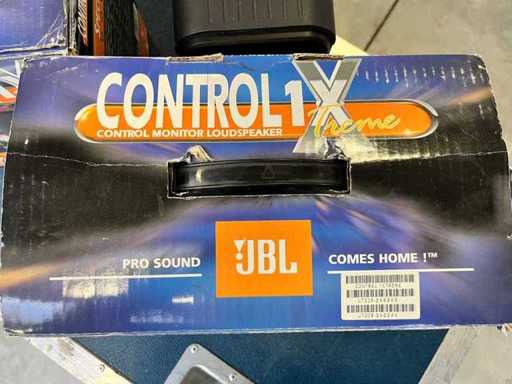 CONTROL 1X
Treme
CONTROL MONITOR LOUDSPEAKER
PRO SOUND
JBL
COMES HOME !™